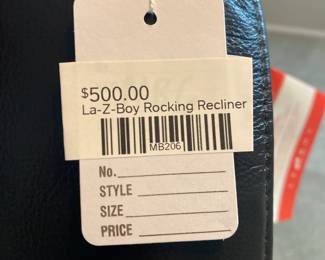 $500.00
La-Z-Boy Rocking Recliner
MB206
No.
STYLE
SIZE
PRICE